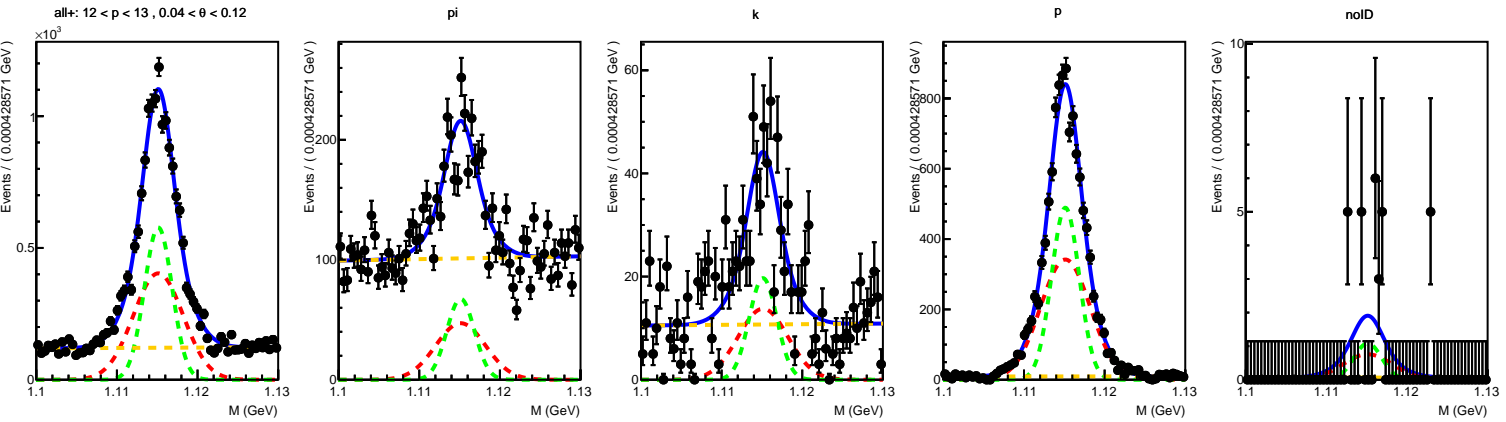 all+: 12 < p < 13 , 0.04 < θ < 0.12
×10³
Events / ( 0.000428571 GeV )
1
0.5
0
1.1
1.11
1.12
1.13
M (GeV)
pi
Events / ( 0.000428571 GeV )
200
100
0
1.1
1.11
1.12
1.13
M (GeV)
k
Events / ( 0.000428571 GeV )
60
40
20
0
1.1
1.11
1.12
1.13
M (GeV)
p
Events / ( 0.000428571 GeV )
800
600
400
200
0
1.1
1.11
1.12
1.13
M (GeV)
noID
Events / ( 0.000428571 GeV )
10
5
0
1.1
1.11
1.12
1.13
M (GeV)